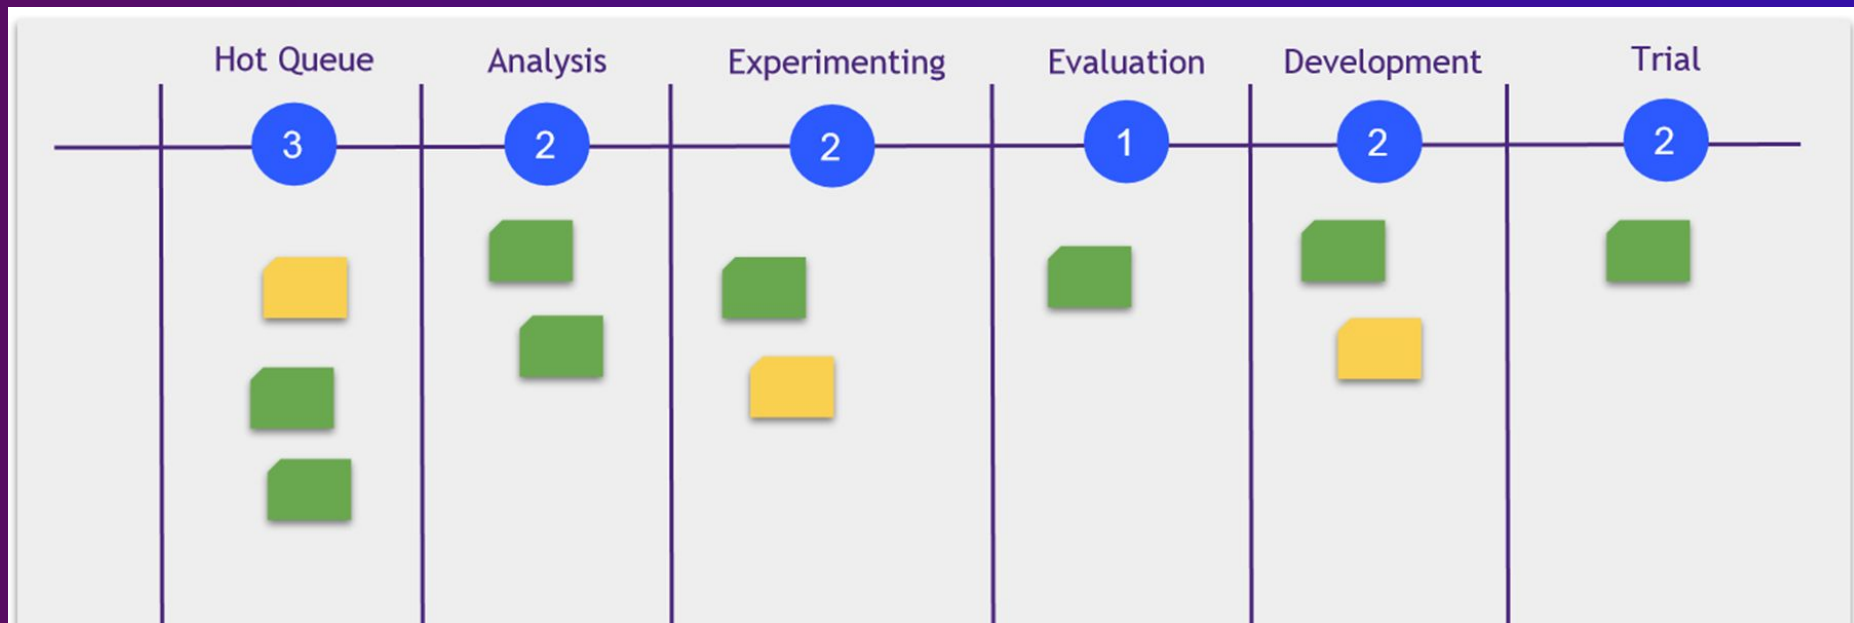 Hot Queue
Analysis
Experimenting
Evaluation
Development
Trial
3
2
2
1
2
2